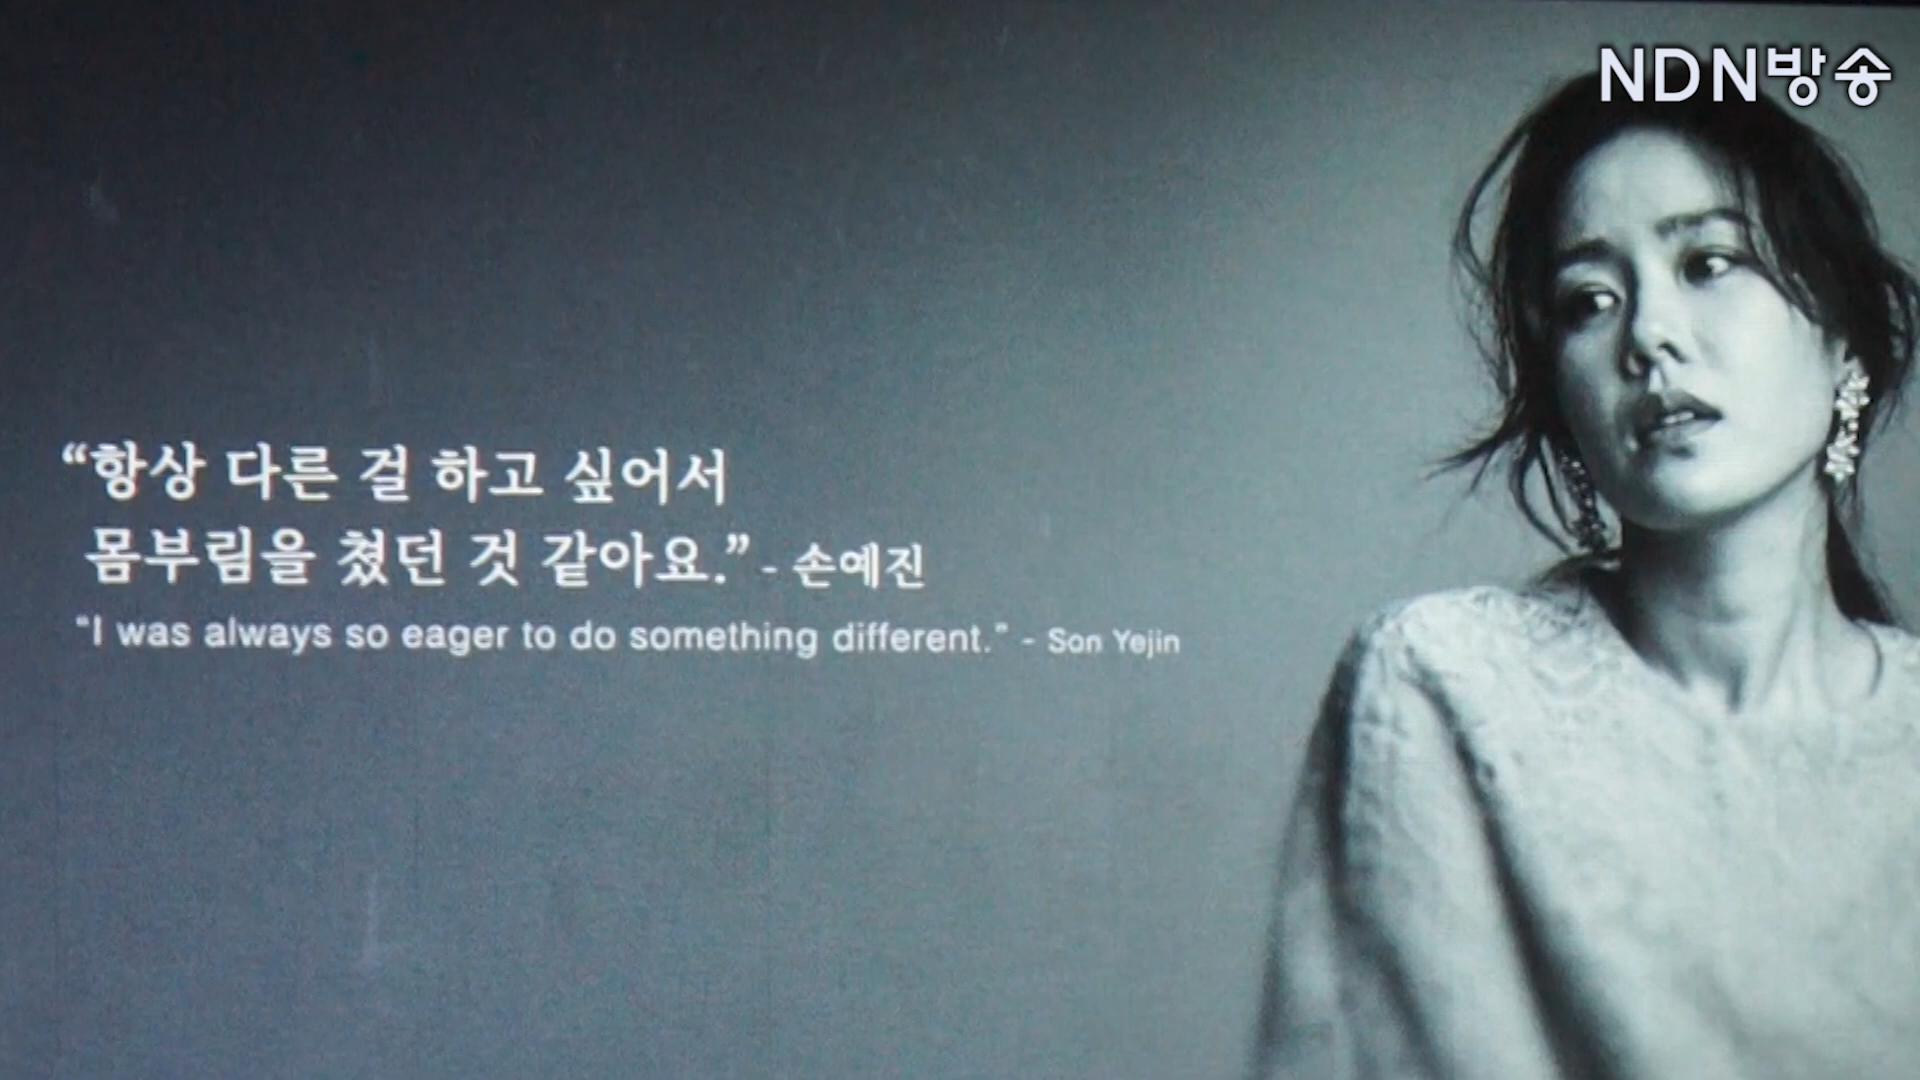 NDN방송
“항상 다른 걸 하고 싶어서
몸부림을 쳤던 것 같아요.” - 손예진
“I was always so eager to do something different.” - Son Yejin